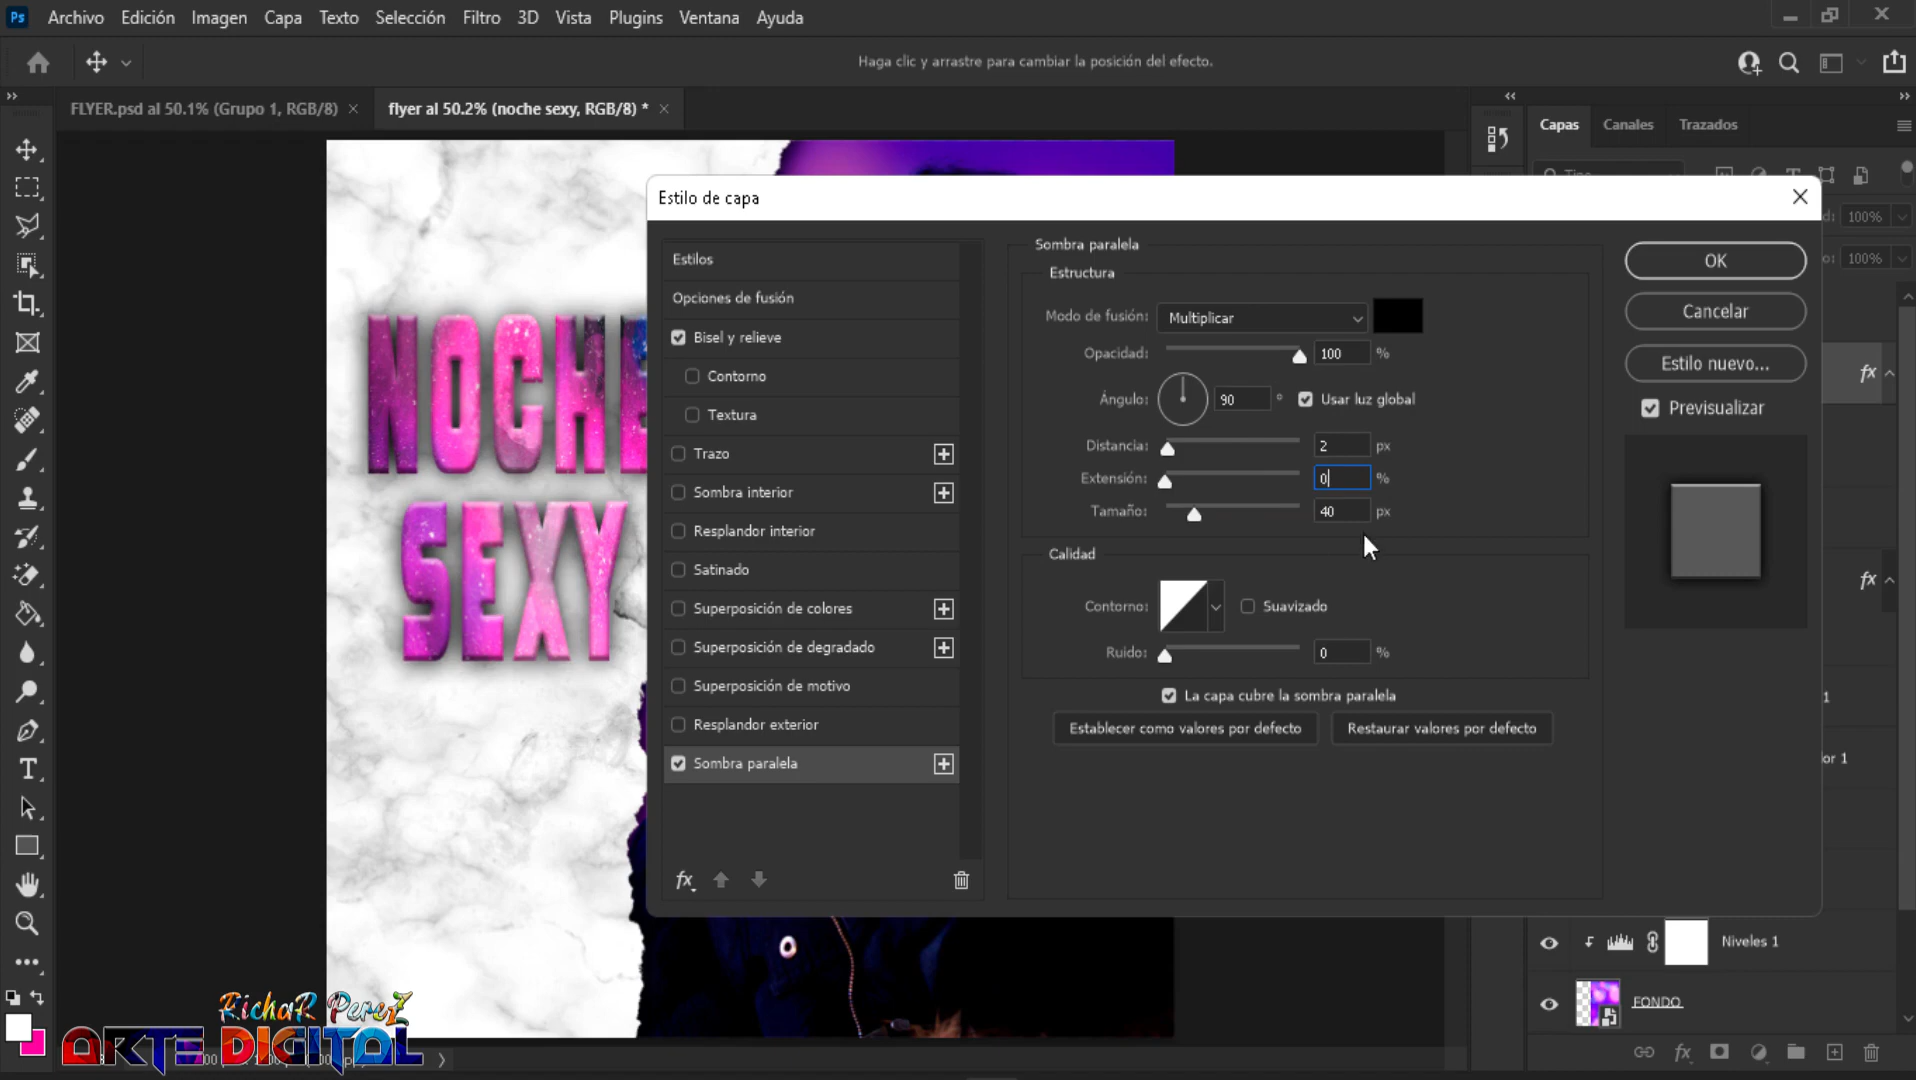 Ps Archivo Edición Imagen Capa Texto Selección Filtro 3D Vista Plugins Ventana Ayuda
Haga clic y arrastre para cambiar la posición del efecto.
FLYER.psd al 50.1% (Grupo 1, RGB/8) flyer al 50.2% (noche sexy, RGB/8) *
Capas Canales Trazados
Estilo de capa
100%
100%
Estilos
Opciones de fusión
Bisel y relieve
Contorno
Textura
Trazo
Sombra interior
Resplandor interior
Satinado
Superposición de colores
Superposición de degradado
Superposición de motivo
Resplandor exterior
Sombra paralela
fx
Sombra paralela
Estructura
Modo de fusión: Multiplicar
Opacidad: 100 %
Ángulo: 90 ° Usar luz global
Distancia: 2 px
Extensión: 0 %
Tamaño: 40 px
Calidad
Contorno: Suavizado
Ruido: 0 %
La capa cubre la sombra paralela
Establecer como valores por defecto Restaurar valores por defecto
OK
Cancelar
Estilo nuevo...
Previsualizar
fx
fx
Niveles 1
FONDO
fx
NOCHE
SEXY
RichaR PereZ
ARTE DIGITAL